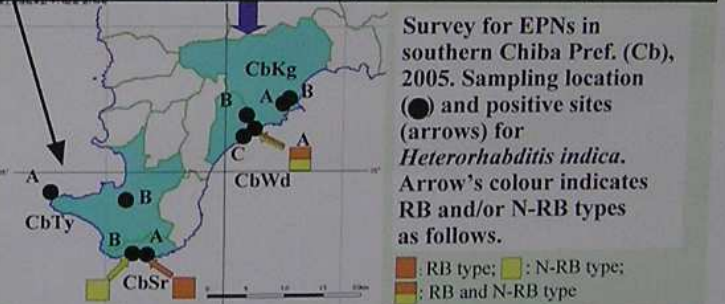 CbKg
B
A
B
C
A
CbWd
A
CbTy
B
B
A
CbSr
Survey for EPNs in
southern Chiba Pref. (Cb),
2005. Sampling location
(●) and positive sites
(arrows) for
Heterorhabditis indica.
Arrow's colour indicates
RB and/or N-RB types
as follows.
: RB type; : N-RB type;
: RB and N-RB type